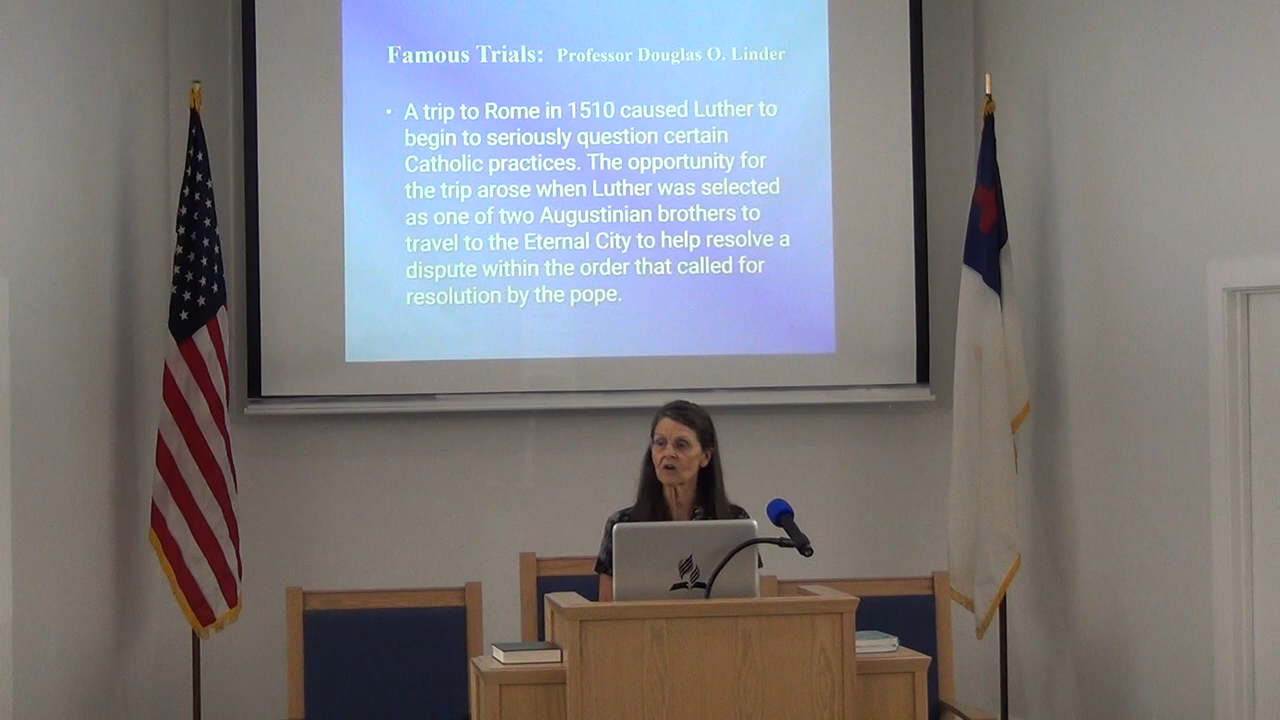 Famous Trials: Professor Douglas O. Linder
• A trip to Rome in 1510 caused Luther to
begin to seriously question certain
Catholic practices. The opportunity for
the trip arose when Luther was selected
as one of two Augustinian brothers to
travel to the Eternal City to help resolve a
dispute within the order that called for
resolution by the pope.